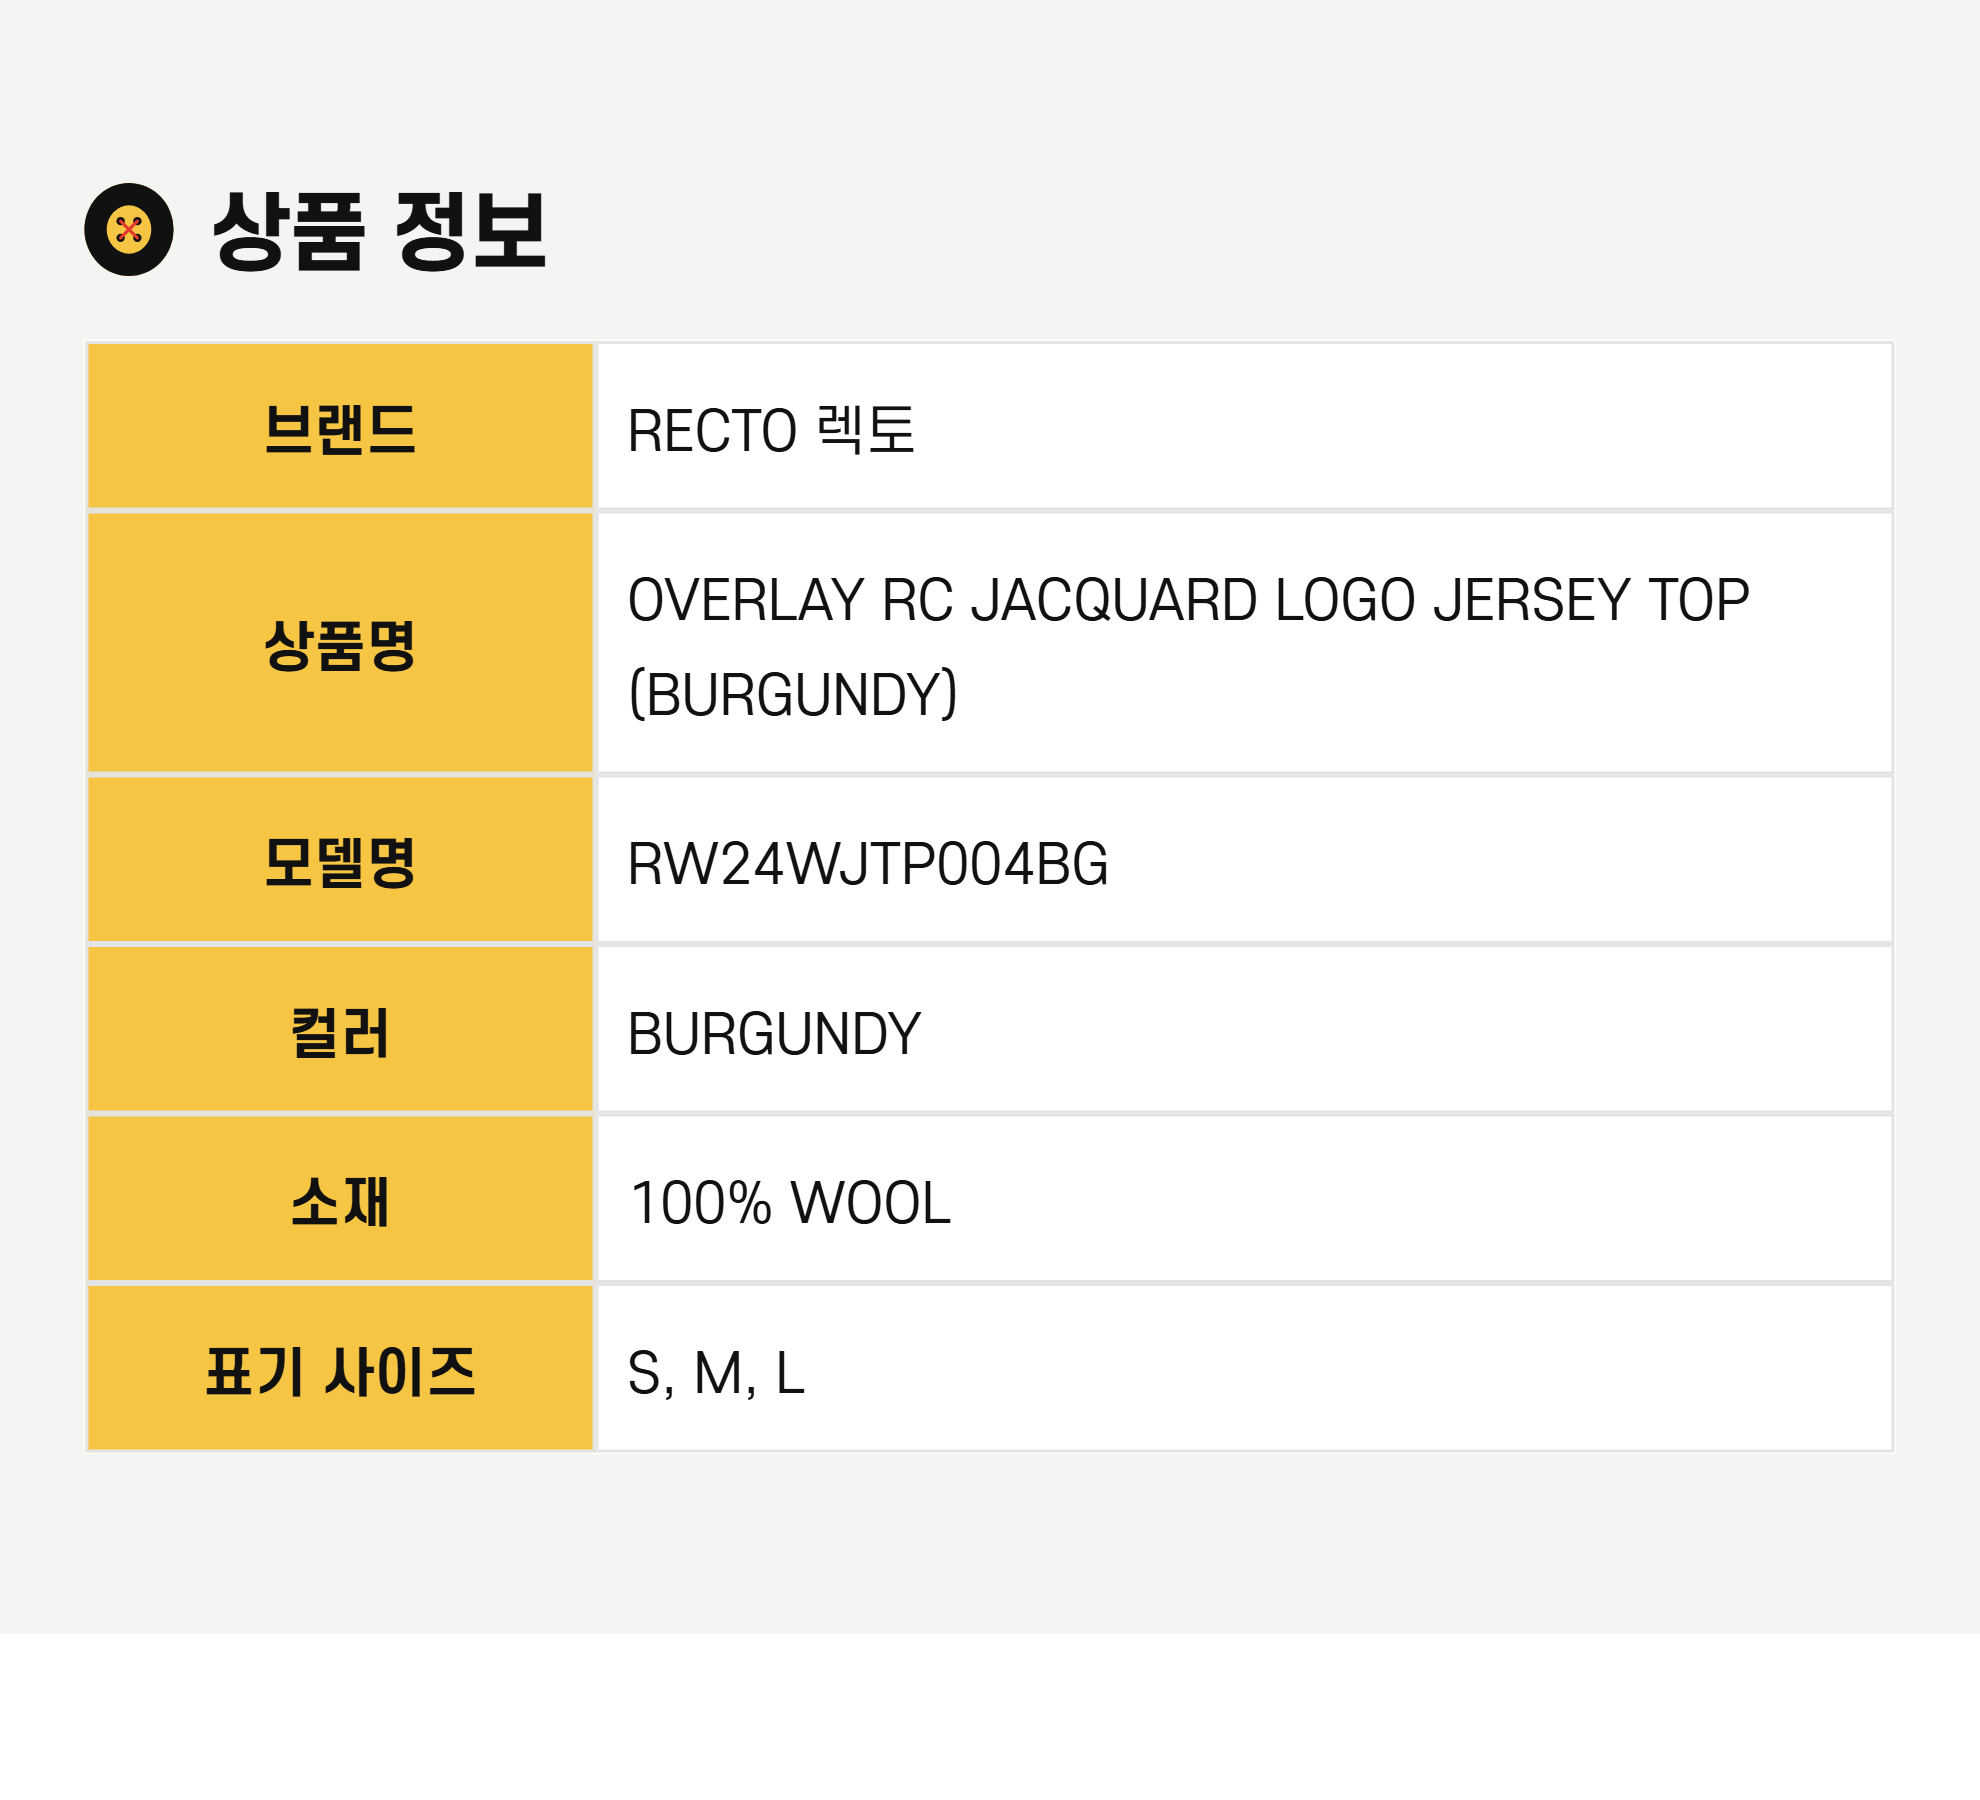 상품 정보
브랜드
RECTO 렉토
상품명
OVERLAY RC JACQUARD LOGO JERSEY TOP
(BURGUNDY)
모델명
RW24WJTP004BG
컬러
BURGUNDY
소재
100% WOOL
표기 사이즈
S, M, L